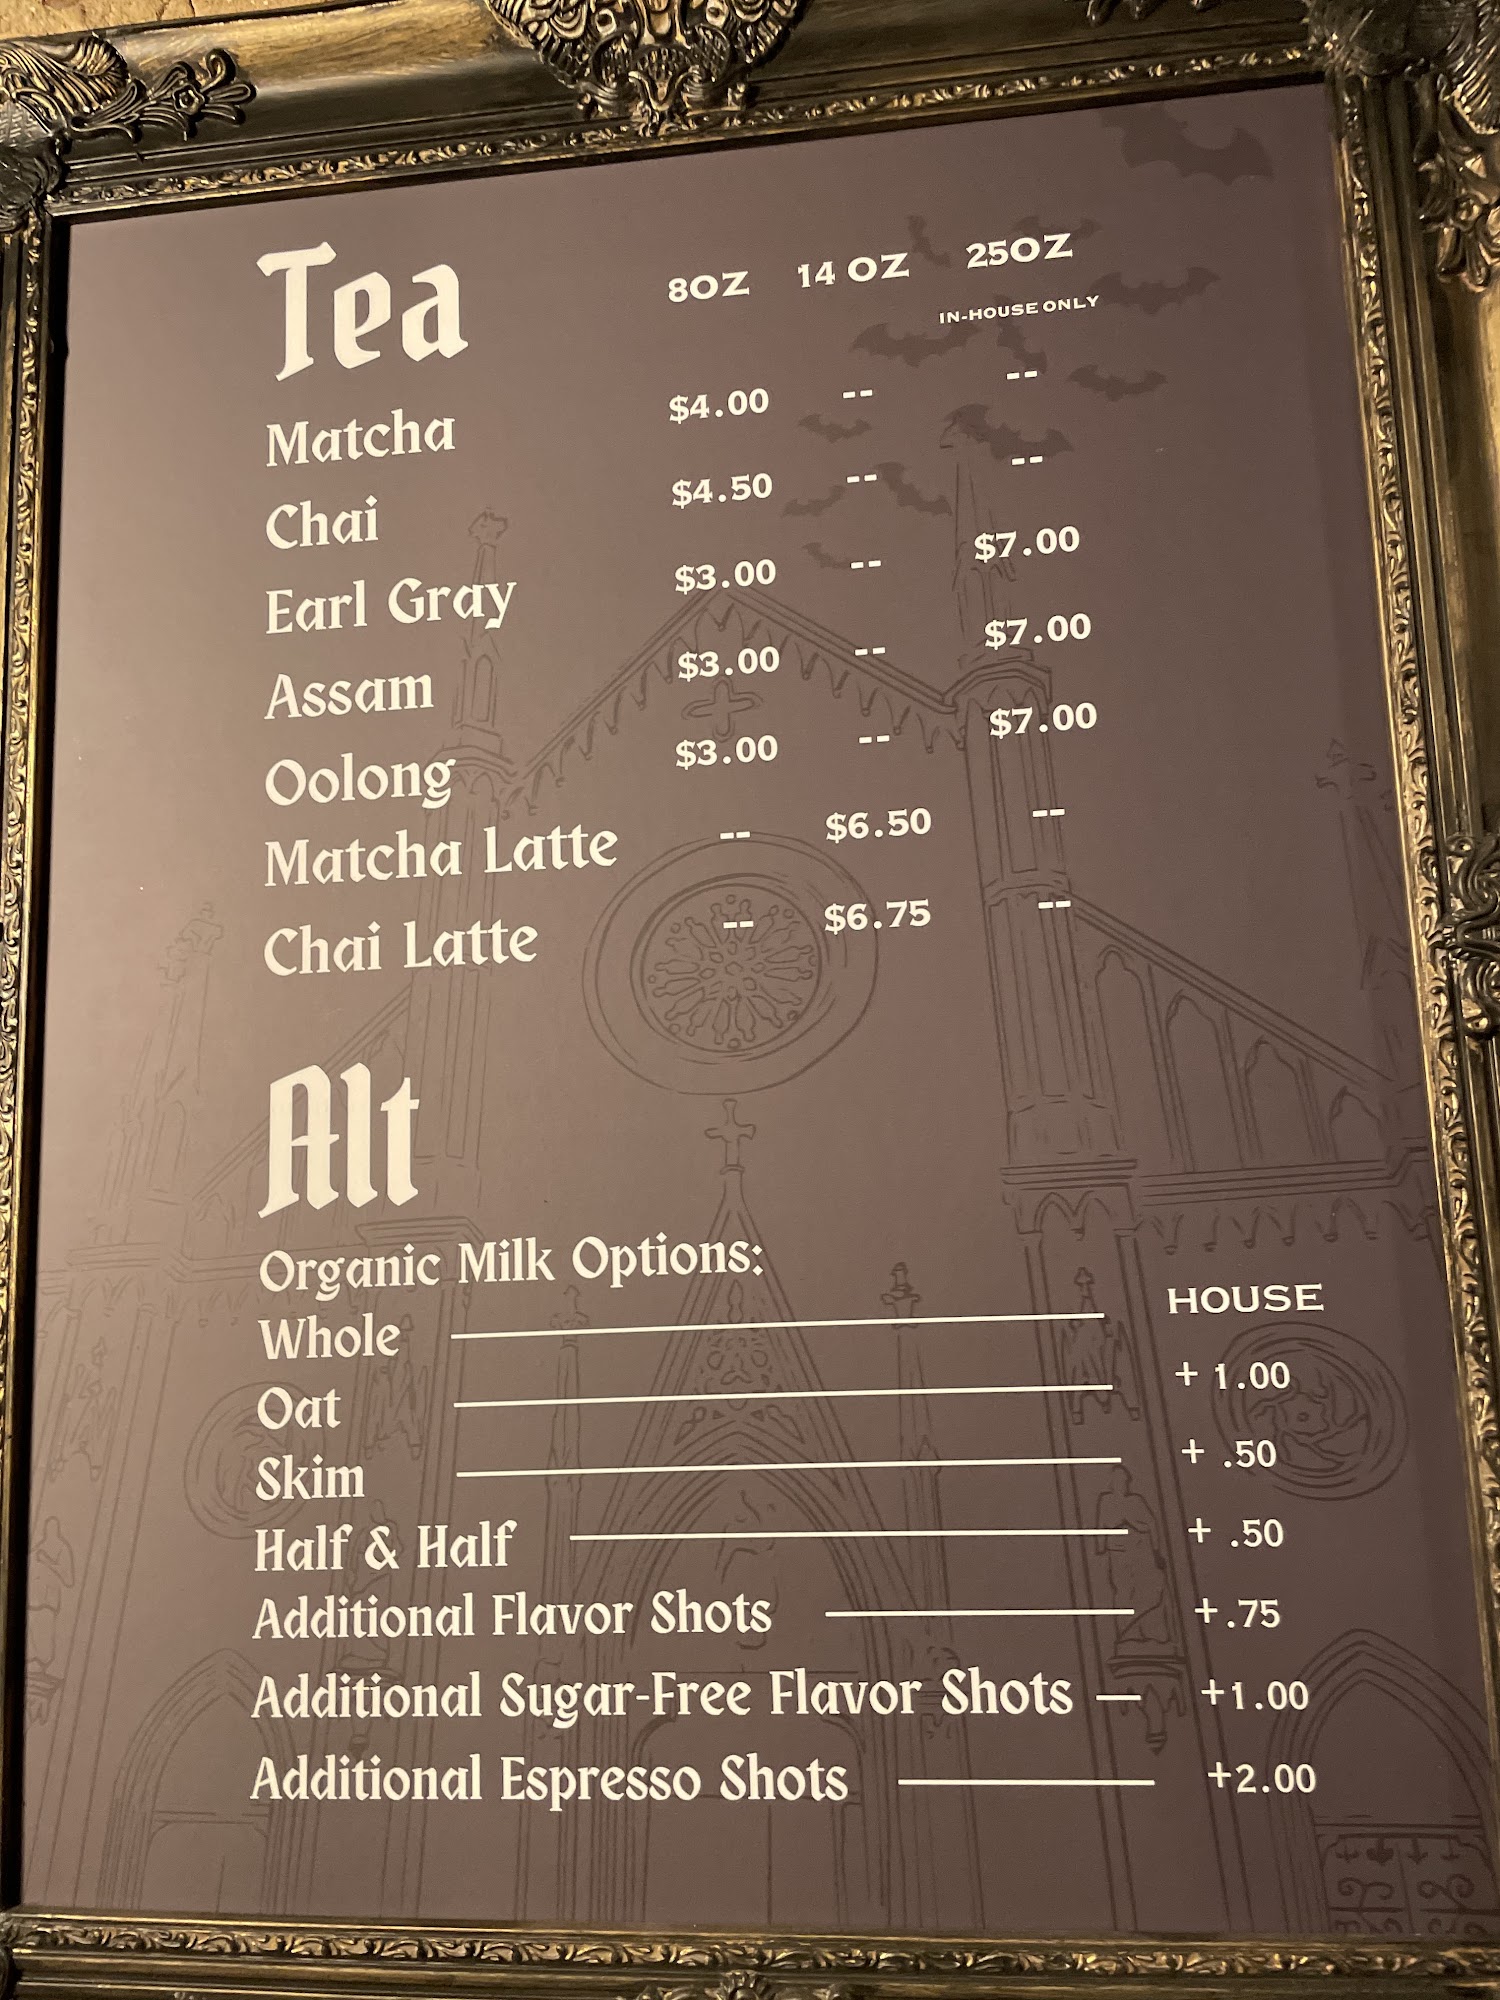 Tea 8OZ 14 OZ 25OZ
IN-HOUSE ONLY
Matcha $4.00 -- --
Chai $4.50 -- --
Earl Gray $3.00 -- $7.00
Assam $3.00 -- $7.00
Oolong $3.00 -- $7.00
Matcha Latte -- $6.50 --
Chai Latte -- $6.75 --
Alt
Organic Milk Options:
Whole HOUSE
Oat + 1.00
Skim + .50
Half & Half + .50
Additional Flavor Shots +.75
Additional Sugar-Free Flavor Shots +1.00
Additional Espresso Shots +2.00